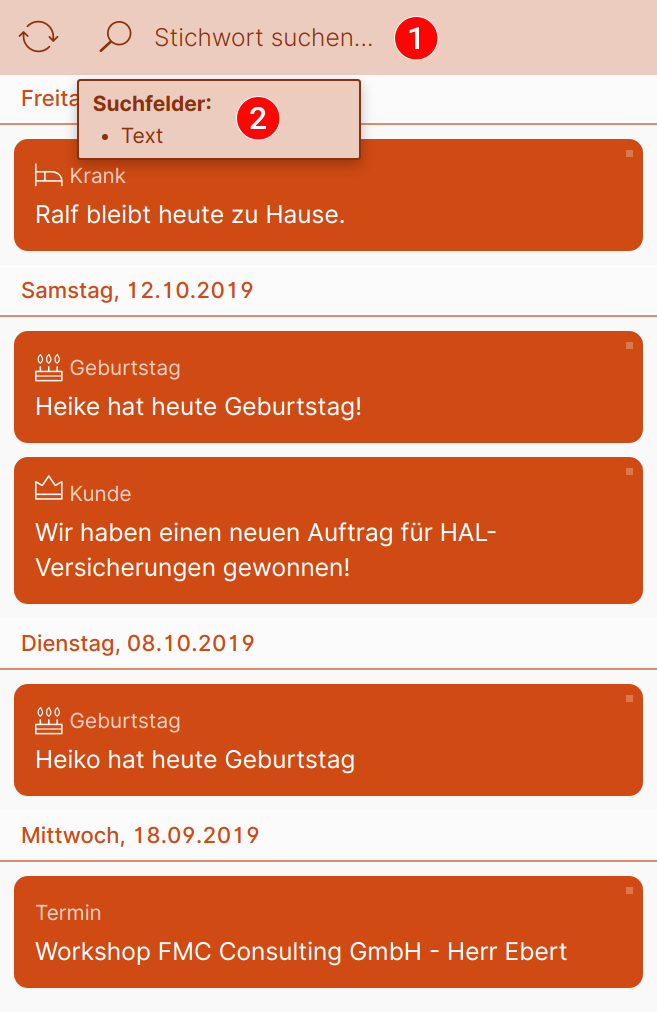 Stichwort suchen...
1
Freita
Suchfelder:
2
• Text
Krank
Ralf bleibt heute zu Hause.
Samstag, 12.10.2019
Geburtstag
Heike hat heute Geburtstag!
Kunde
Wir haben einen neuen Auftrag für HAL-
Versicherungen gewonnen!
Dienstag, 08.10.2019
Geburtstag
Heiko hat heute Geburtstag
Mittwoch, 18.09.2019
Termin
Workshop FMC Consulting GmbH - Herr Ebert